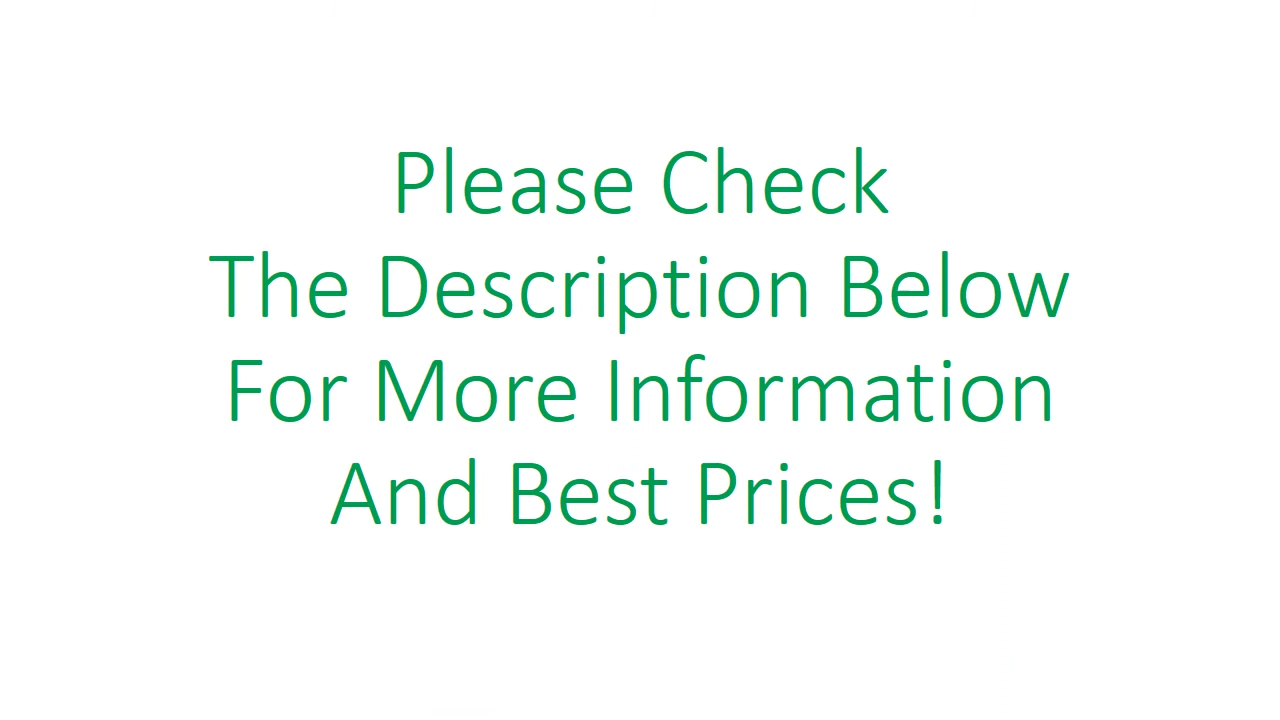 Please Check
The Description Below
For More Information
And Best Prices!